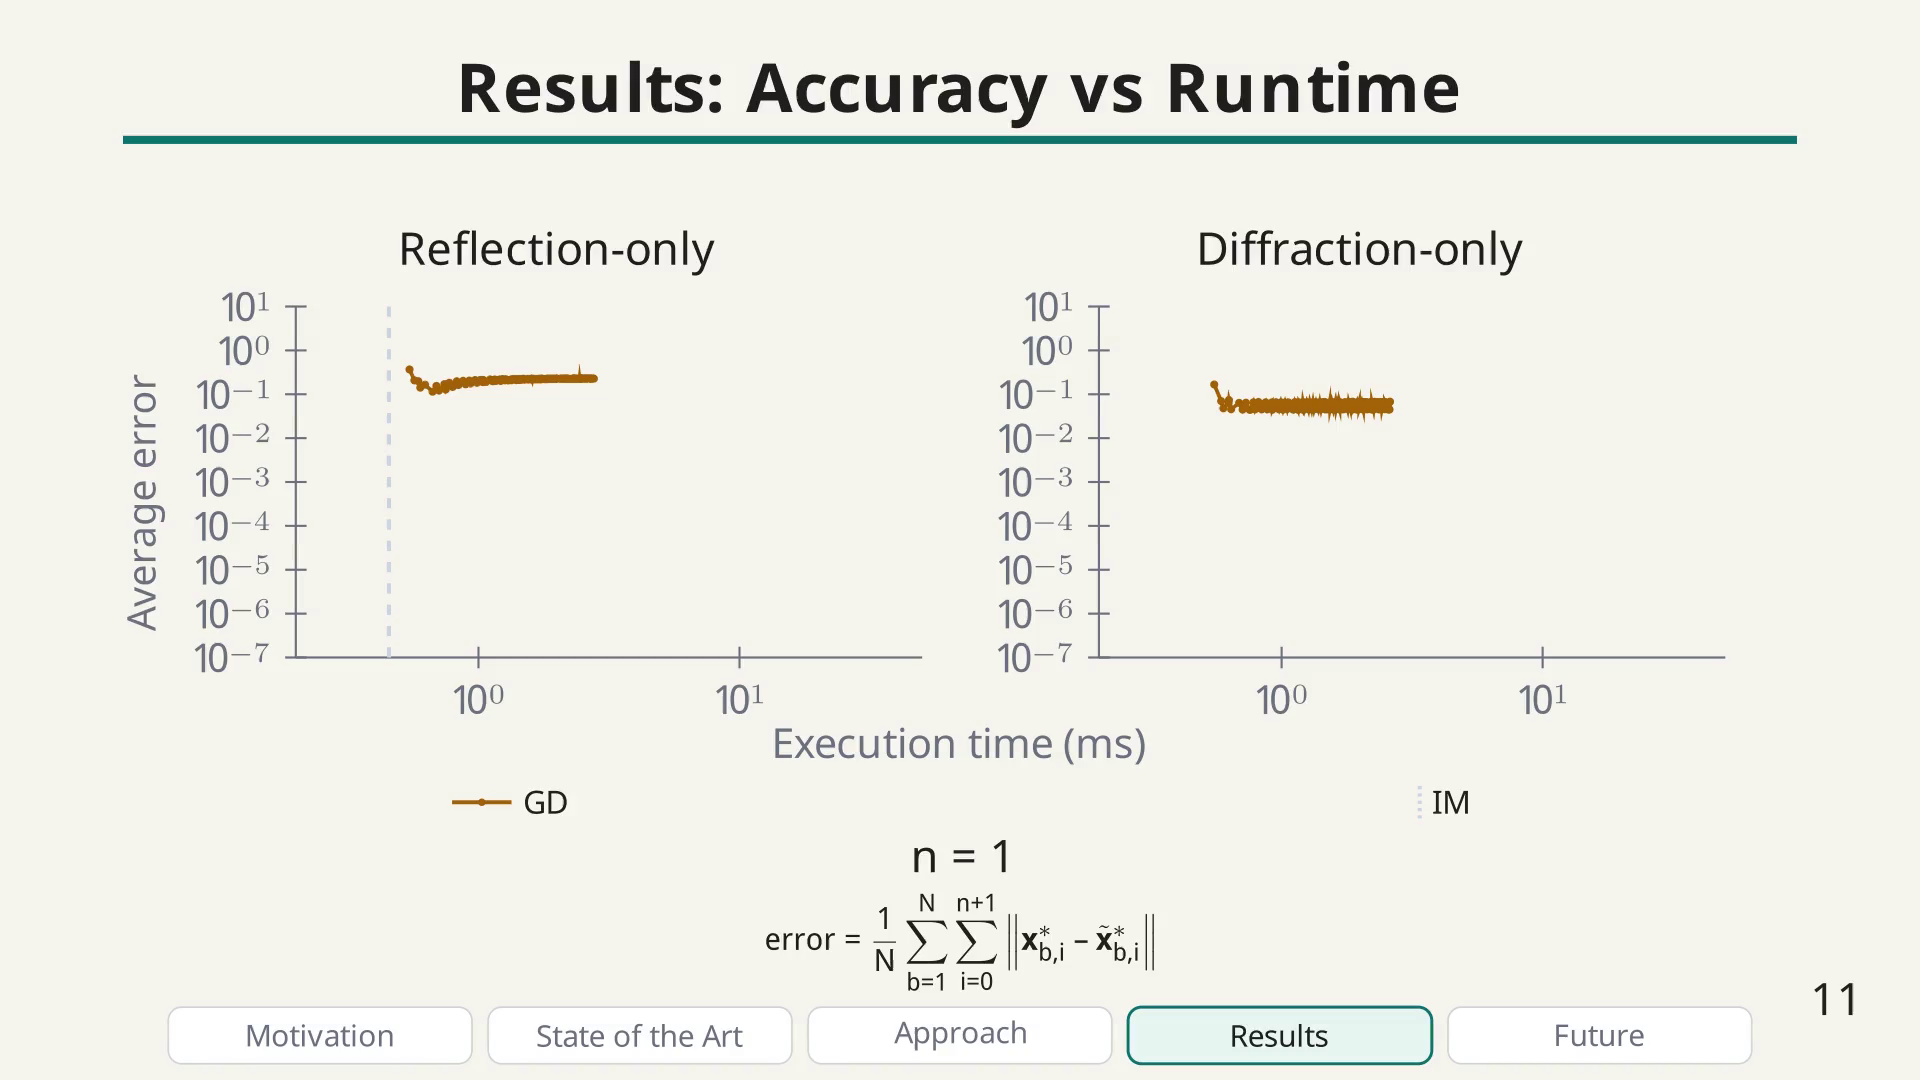 Results: Accuracy vs Runtime
Reflection-only
Diffraction-only
Average error
10¹
10⁰
10⁻¹
10⁻²
10⁻³
10⁻⁴
10⁻⁵
10⁻⁶
10⁻⁷
10⁰ 10¹
10¹
10⁰
10⁻¹
10⁻²
10⁻³
10⁻⁴
10⁻⁵
10⁻⁶
10⁻⁷
10⁰ 10¹
Execution time (ms)
GD
IM
n = 1
error = 1/N ∑_{b=1}^{N} ∑_{i=0}^{n+1} ‖x*_{b,i} – x̃*_{b,i}‖
11
Motivation
State of the Art
Approach
Results
Future